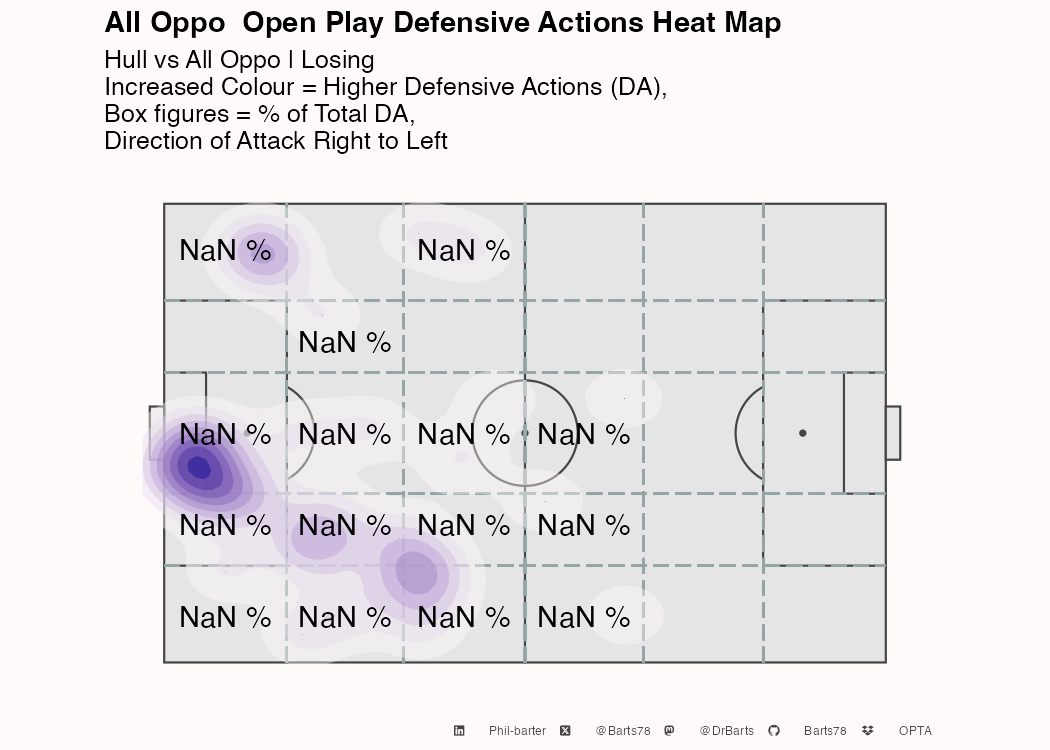 All Oppo  Open Play Defensive Actions Heat Map
Hull vs All Oppo | Losing
Increased Colour = Higher Defensive Actions (DA),
Box figures = % of Total DA,
Direction of Attack Right to Left
NaN % NaN %
NaN %
NaN % NaN % NaN % NaN %
NaN % NaN % NaN % NaN %
NaN % NaN % NaN % NaN %
Phil-barter @Barts78 @DrBarts Barts78 OPTA